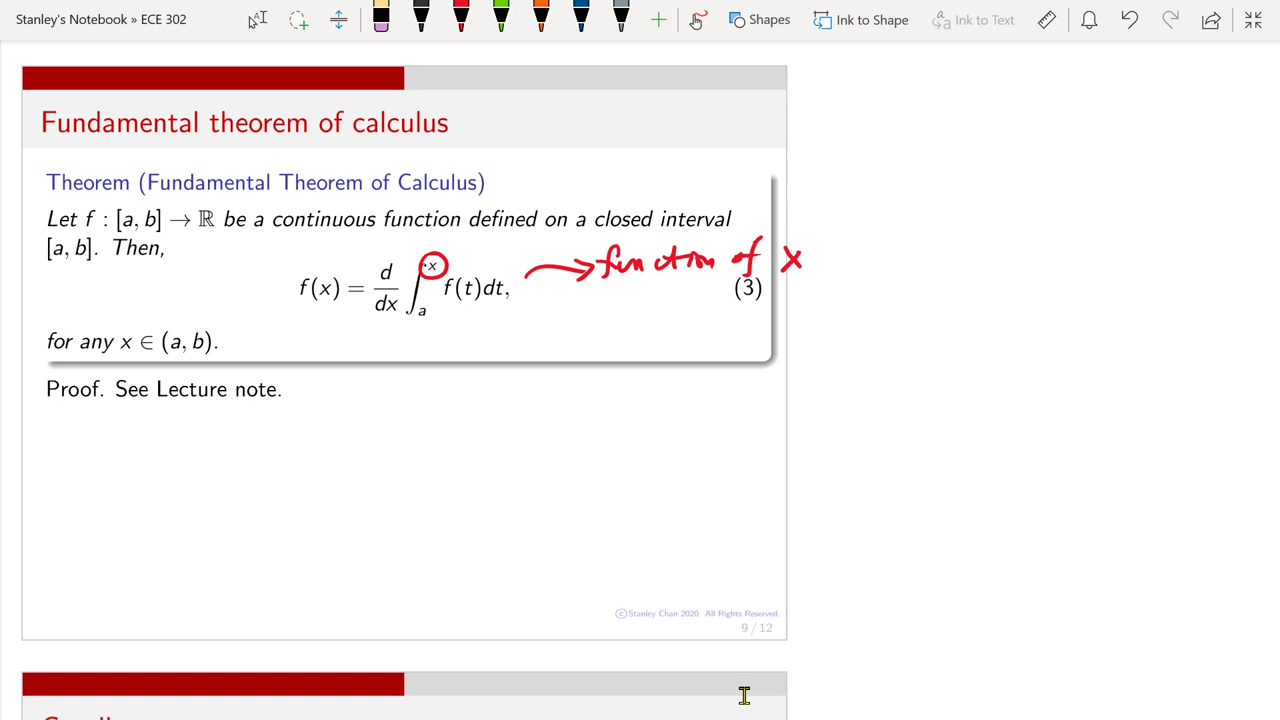 Stanley's Notebook » ECE 302
Shapes
Ink to Shape
Ink to Text
Fundamental theorem of calculus
Theorem (Fundamental Theorem of Calculus)
Let f : [a, b] → ℝ be a continuous function defined on a closed interval
[a, b]. Then,
f(x) = d/dx ∫_a^x f(t)dt, (3)
function of x
for any x ∈ (a, b).
Proof. See Lecture note.
©Stanley Chan 2020. All Rights Reserved.
9 / 12